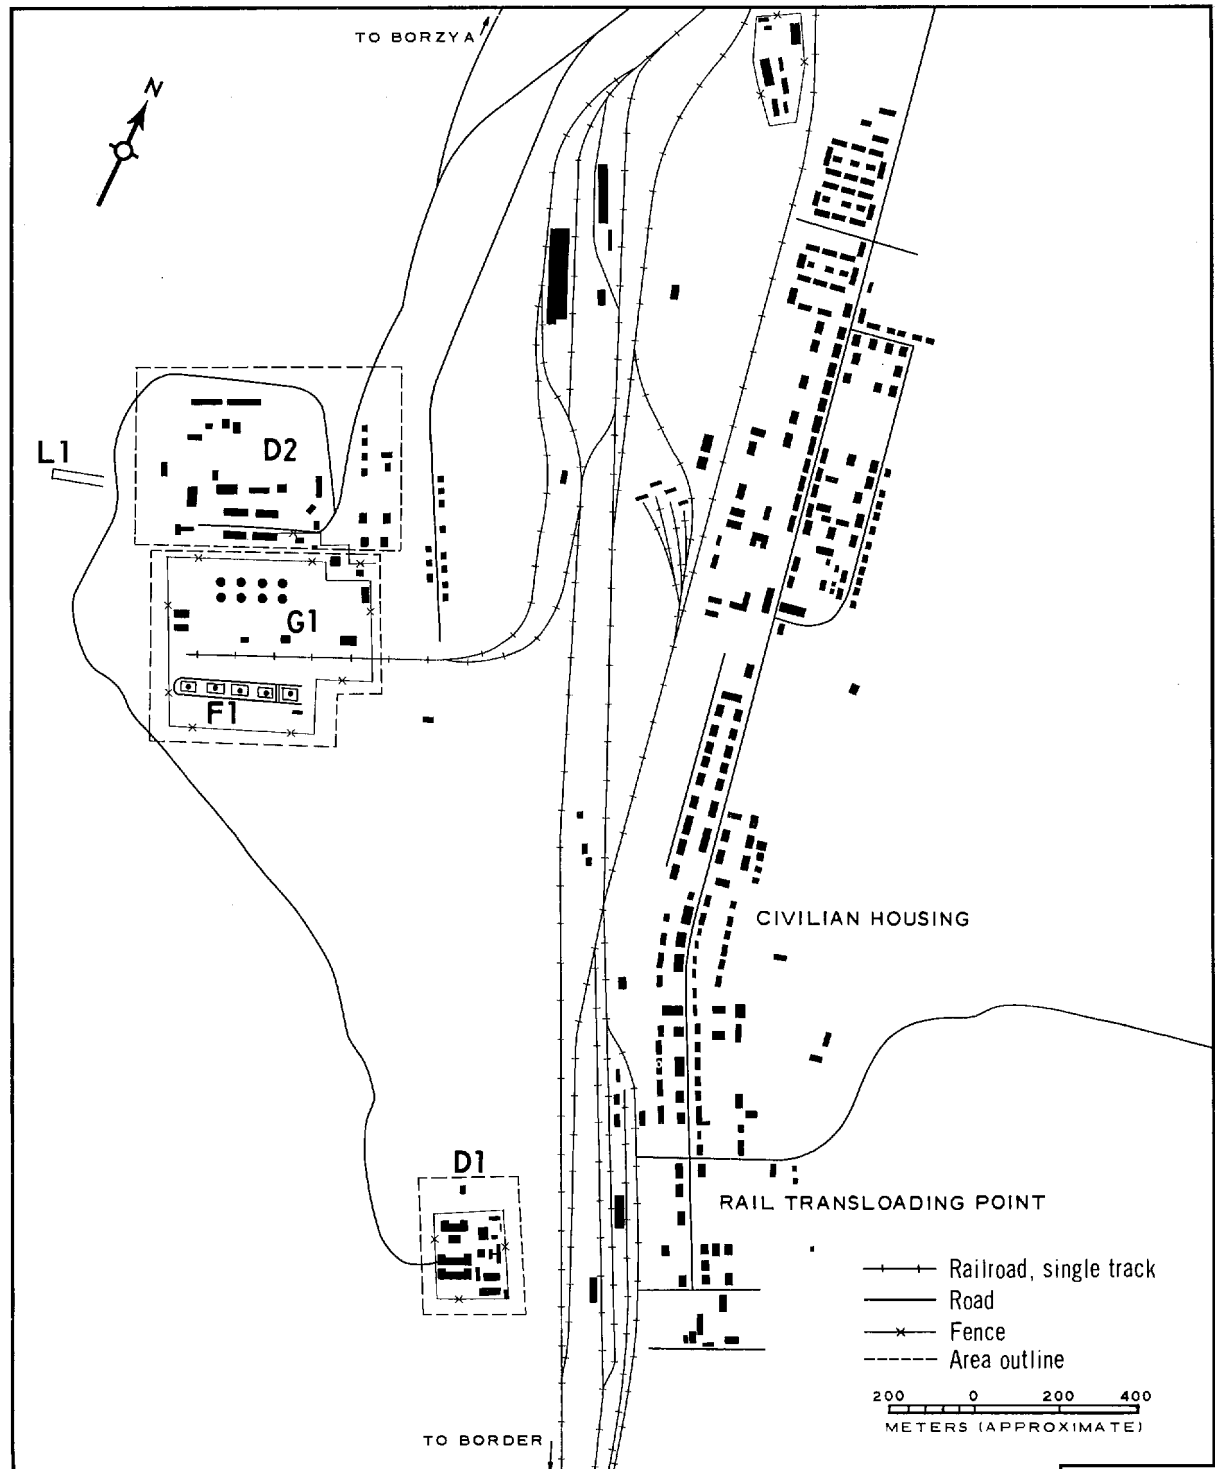 TO BORZYA
N
L1
D2
G1
F1
CIVILIAN HOUSING
D1
RAIL TRANSLOADING POINT
Railroad, single track
Road
Fence
Area outline
200 0 200 400
METERS (APPROXIMATE)
TO BORDER